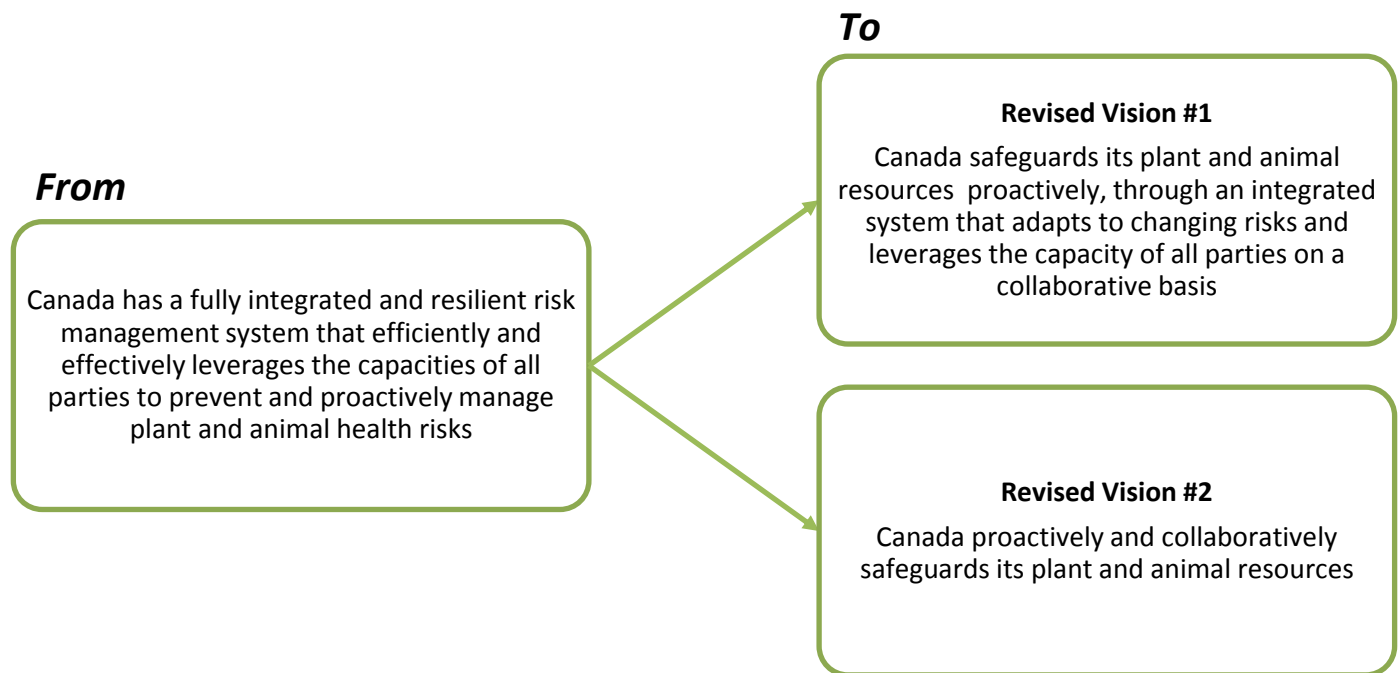 From
Canada has a fully integrated and resilient risk
management system that efficiently and
effectively leverages the capacities of all
parties to prevent and proactively manage
plant and animal health risks
To
Revised Vision #1
Canada safeguards its plant and animal
resources proactively, through an integrated
system that adapts to changing risks and
leverages the capacity of all parties on a
collaborative basis
Revised Vision #2
Canada proactively and collaboratively
safeguards its plant and animal resources